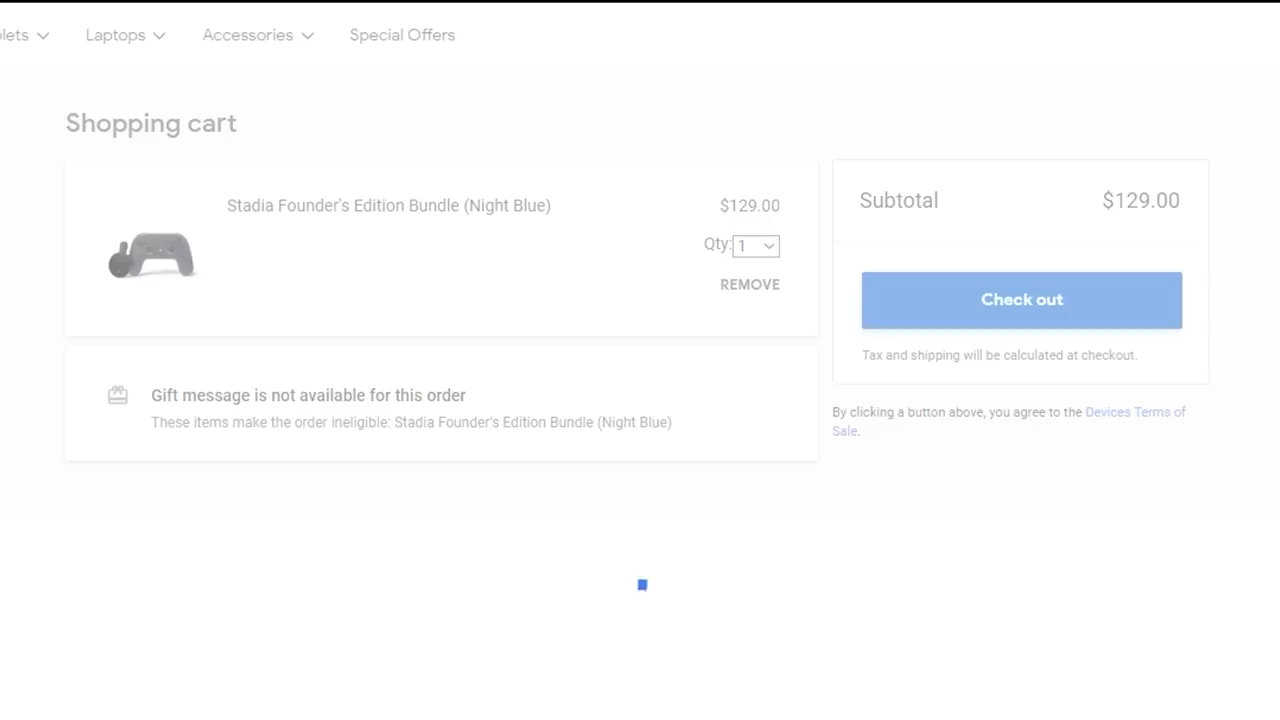 Laptops
Accessories
Special Offers
Shopping cart
Stadia Founder's Edition Bundle (Night Blue)
$129.00
Qty: 1
REMOVE
Gift message is not available for this order
These items make the order ineligible: Stadia Founder's Edition Bundle (Night Blue)
Subtotal
$129.00
Check out
Tax and shipping will be calculated at checkout.
By clicking a button above, you agree to the Devices Terms of
Sale.